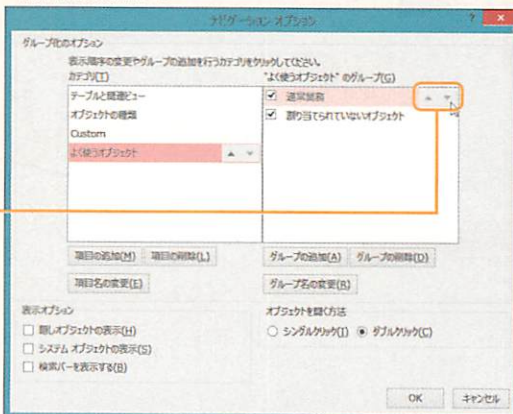 ナビゲーション オプション
グループ化のオプション
表示順序の変更やグループの追加を行うカテゴリをクリックしてください。
カテゴリ(T)
"よく使うオブジェクト" のグループ(G)
テーブルと関連ビュー
オブジェクトの種類
Custom
よく使うオブジェクト
通常業務
割り当てられていないオブジェクト
項目の追加(M) 項目の削除(L)
グループの追加(A) グループの削除(D)
項目名の変更(E)
グループ名の変更(R)
表示オプション
オブジェクトを開く方法
隠しオブジェクトの表示(H)
シングルクリック(I) ダブルクリック(C)
システム オブジェクトの表示(S)
検索バーを表示する(B)
OK キャンセル